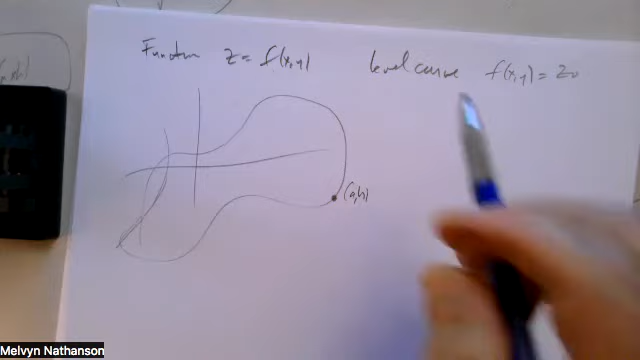 Function z = f(x,y) level curve f(x,y) = z₀
(a,b)
Melvyn Nathanson